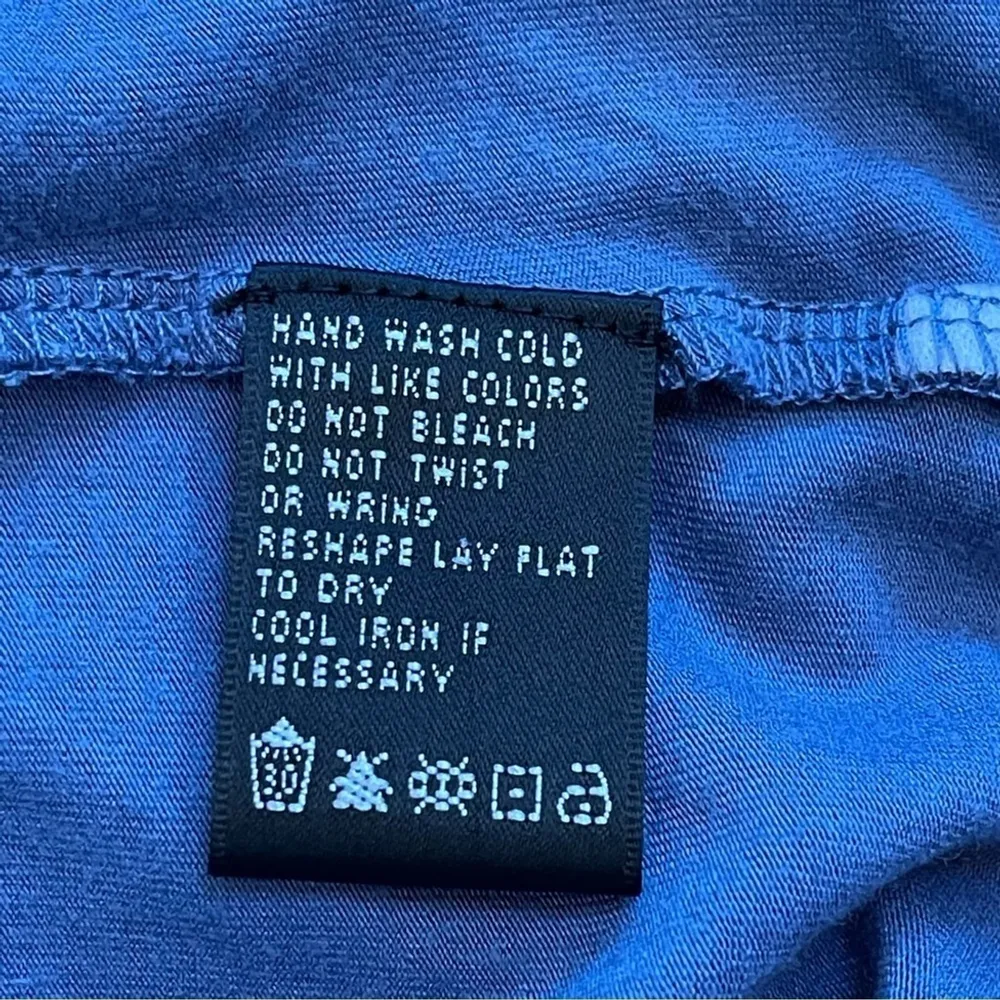 HAND WASH COLD
WITH LIKE COLORS
DO NOT BLEACH
DO NOT TWIST
OR WRING
RESHAPE LAY FLAT
TO DRY
COOL IRON IF
NECESSARY
30